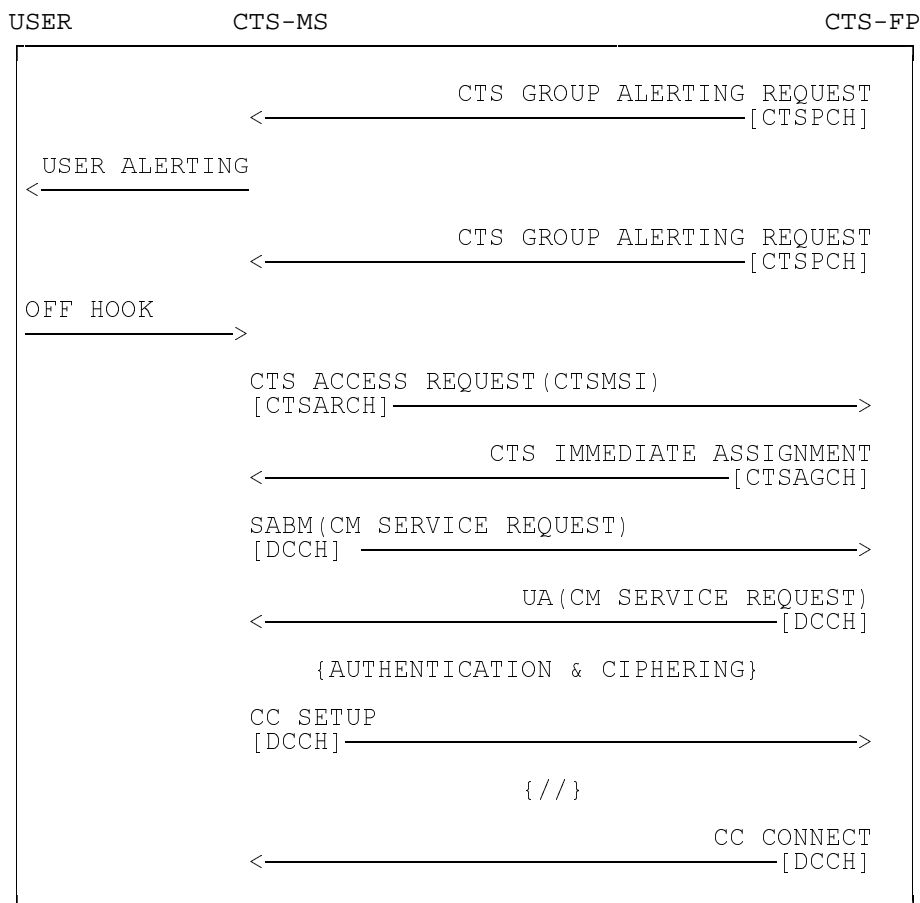 USER CTS-MS CTS-FP
CTS GROUP ALERTING REQUEST
<[CTSPCH]
USER ALERTING
<
CTS GROUP ALERTING REQUEST
<[CTSPCH]
OFF HOOK
>
CTS ACCESS REQUEST(CTSMSI)
[CTSARCH]>
CTS IMMEDIATE ASSIGNMENT
<[CTSAGCH]
SABM(CM SERVICE REQUEST)
[DCCH] >
UA(CM SERVICE REQUEST)
<[DCCH]
{AUTHENTICATION & CIPHERING}
CC SETUP
[DCCH]>
{//}
CC CONNECT
<[DCCH]